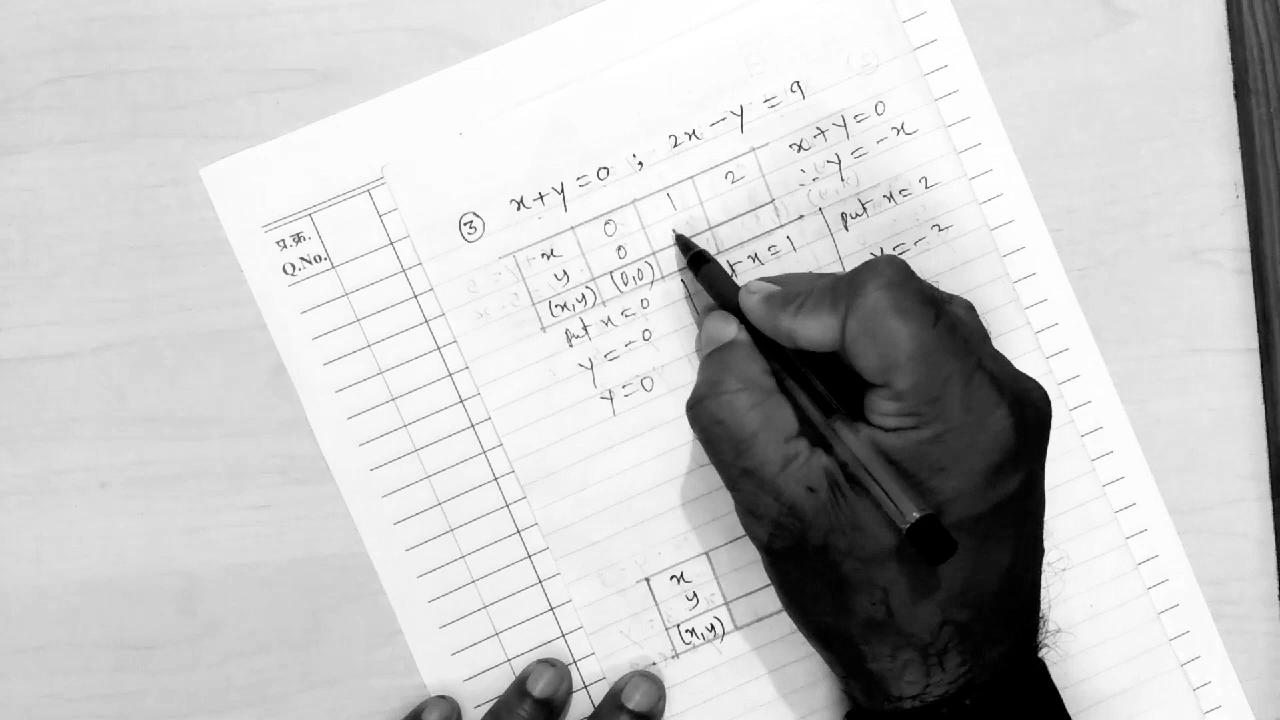 प्र.क्र.
Q.No.
③ x+y=0 ; 2x-y=9
x 0 1 2
y 0
(x,y) (0,0)
x+y=0
∴ y=-x
put x=0
y=-0
y=0
x=1
put x=2
y=-2
x
y
(x,y)